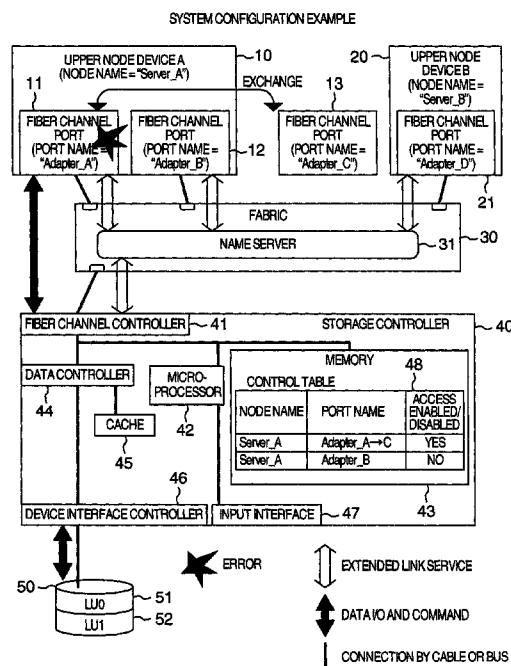 SYSTEM CONFIGURATION EXAMPLE
10
UPPER NODE DEVICE A
(NODE NAME = "Server_A")
20
UPPER NODE
DEVICE B
(NODE NAME =
"Server_B")
11
EXCHANGE
13
FIBER CHANNEL
PORT
(PORT NAME =
"Adapter_A")
FIBER CHANNEL
PORT
(PORT NAME =
"Adapter_B")
12
FIBER CHANNEL
PORT
(PORT NAME =
"Adapter_C")
FIBER CHANNEL
PORT
(PORT NAME =
"Adapter_D")
21
FABRIC
30
NAME SERVER
31
FIBER CHANNEL CONTROLLER
41
STORAGE CONTROLLER
40
DATA CONTROLLER
44
MICRO-
PROCESSOR
42
CACHE
45
MEMORY
48
CONTROL TABLE
NODE NAME
PORT NAME
ACCESS
ENABLED/
DISABLED
Server_A Adapter_A→C YES
Server_A Adapter_B NO
43
46
DEVICE INTERFACE CONTROLLER
INPUT INTERFACE
47
50
LU0
51
LU1
52
ERROR
EXTENDED LINK SERVICE
DATA I/O AND COMMAND
CONNECTION BY CABLE OR BUS